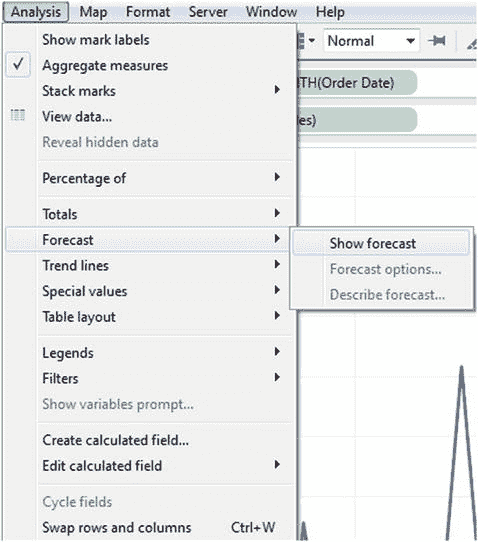 Analysis Map Format Server Window Help
Show mark labels
Normal
Aggregate measures
TH(Order Date)
Stack marks
View data...
les)
Reveal hidden data
Percentage of
Totals
Forecast
Show forecast
Trend lines
Forecast options...
Special values
Describe forecast...
Table layout
Legends
Filters
Show variables prompt...
Create calculated field...
Edit calculated field
Cycle fields
Swap rows and columns Ctrl+W